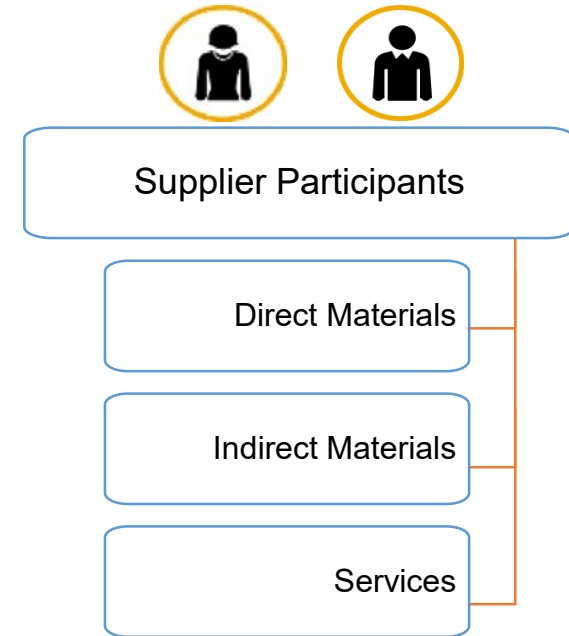 Supplier Participants
Direct Materials
Indirect Materials
Services